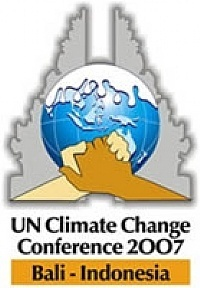 UN Climate Change
Conference 2007
Bali - Indonesia